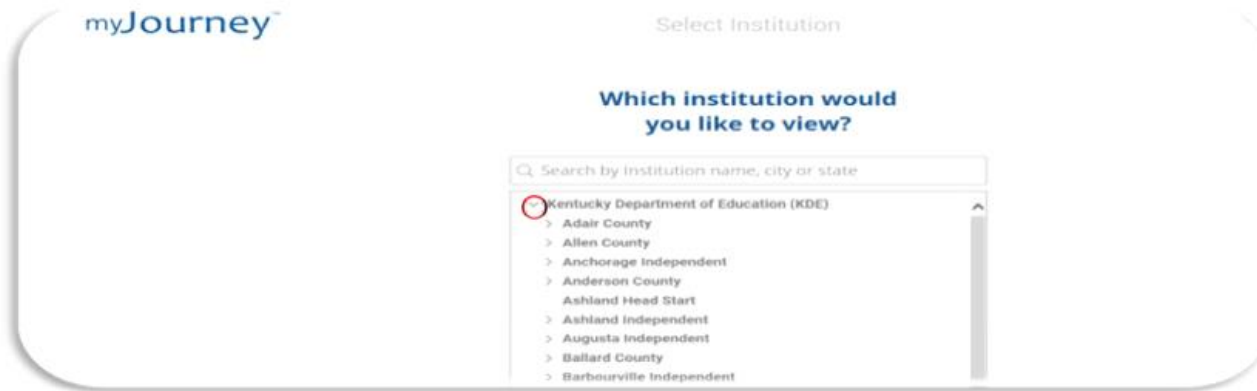 myJourney™
Select Institution
Which institution would
you like to view?
Search by Institution name, city or state
Kentucky Department of Education (KDE)
> Adair County
> Allen County
> Anchorage Independent
> Anderson County
Ashland Head Start
> Ashland Independent
> Augusta Independent
> Ballard County
> Barbourville Independent